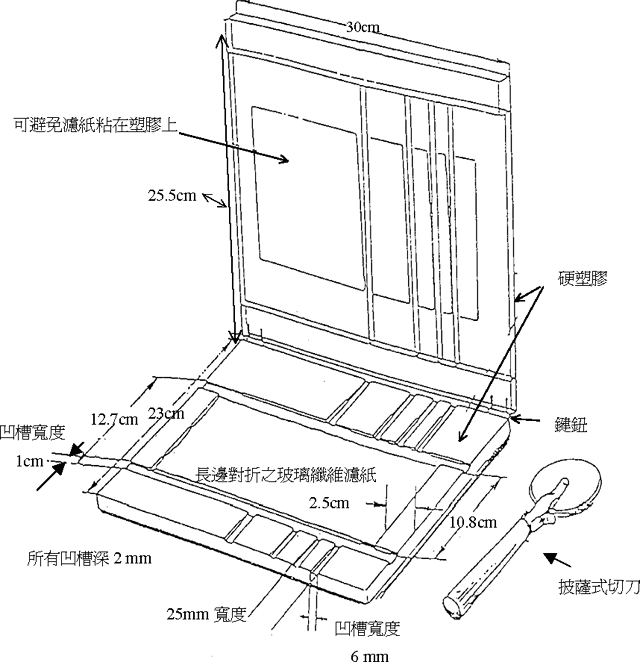 30cm
可避免濾紙粘在塑膠上
25.5cm
硬塑膠
12.7cm
23cm
鏈鈕
凹槽寬度
1cm
長邊對折之玻璃纖維濾紙
2.5cm
10.8cm
所有凹槽深 2 mm
披薩式切刀
25mm 寬度
凹槽寬度
6 mm